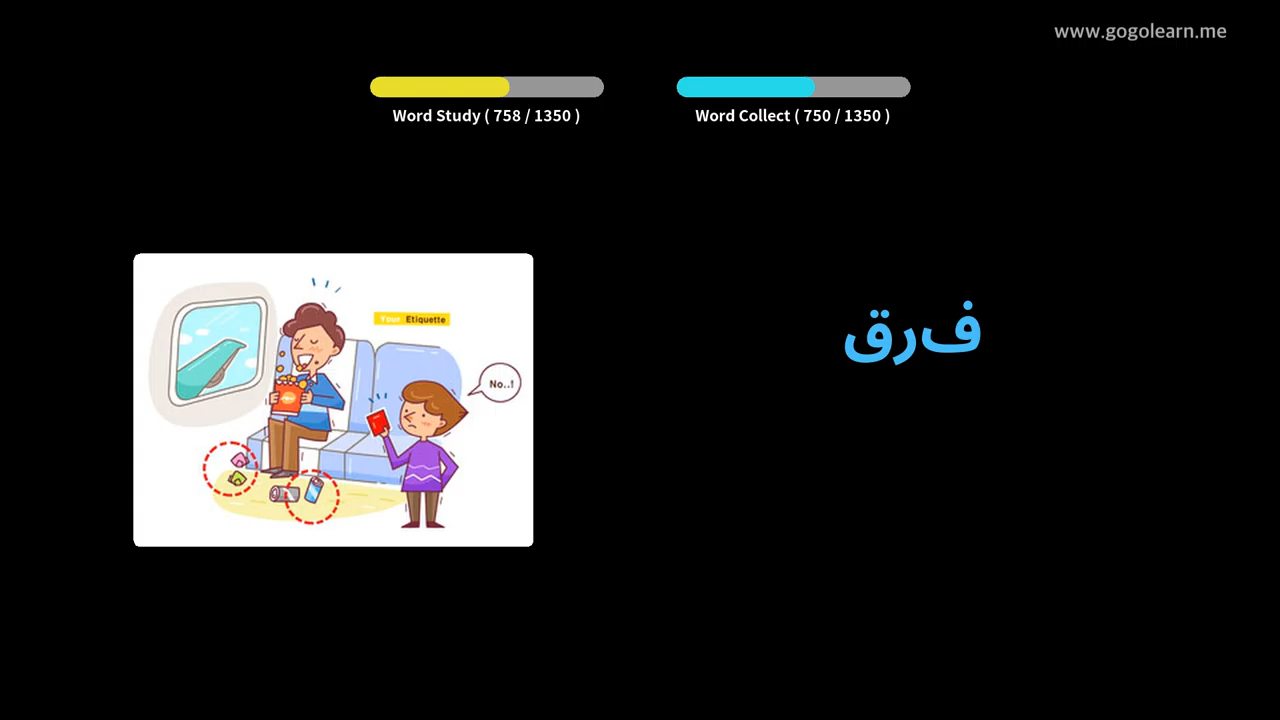 www.gogolearn.me
Word Study ( 758 / 1350 )
Word Collect ( 750 / 1350 )
Your Etiquette
No..!
فرق